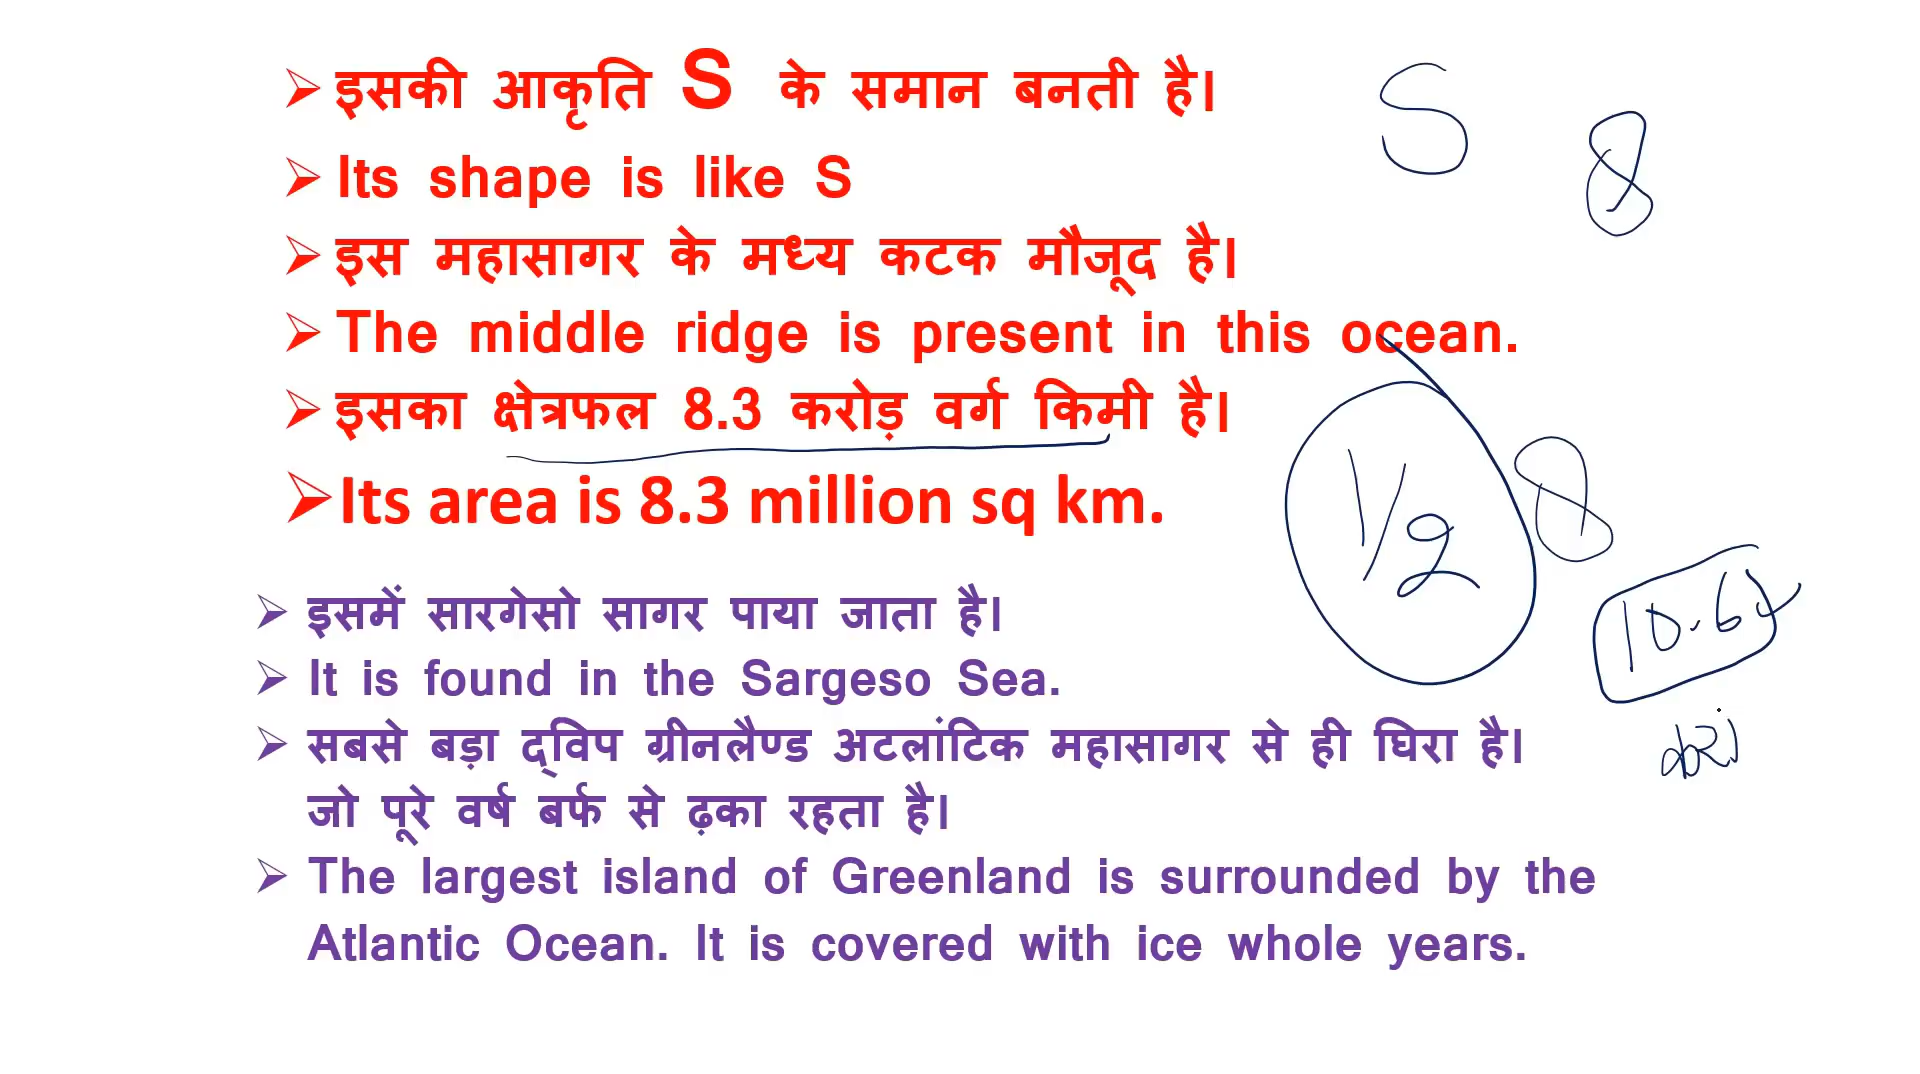 इसकी आकृति S के समान बनती है।
Its shape is like S
इस महासागर के मध्य कटक मौजूद है।
The middle ridge is present in this ocean.
इसका क्षेत्रफल 8.3 करोड़ वर्ग किमी है।
Its area is 8.3 million sq km.
इसमें सारगेसो सागर पाया जाता है।
It is found in the Sargeso Sea.
सबसे बड़ा द्विप ग्रीनलैण्ड अटलांटिक महासागर से ही घिरा है।
जो पूरे वर्ष बर्फ से ढ़का रहता है।
The largest island of Greenland is surrounded by the
Atlantic Ocean. It is covered with ice whole years.
S
8
1/2
8